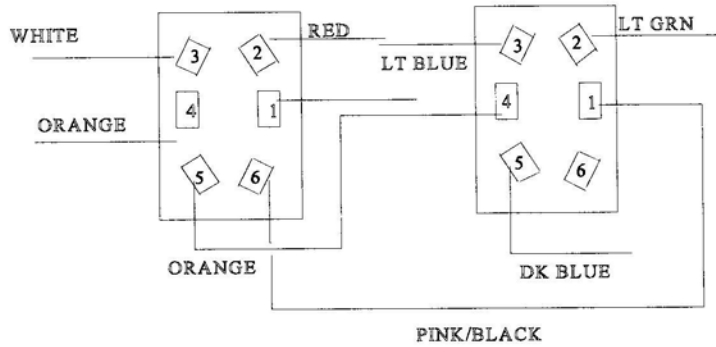 WHITE
RED
LT BLUE
LT GRN
3
2
3
2
4
1
4
1
ORANGE
5
6
5
6
ORANGE
DK BLUE
PINK/BLACK